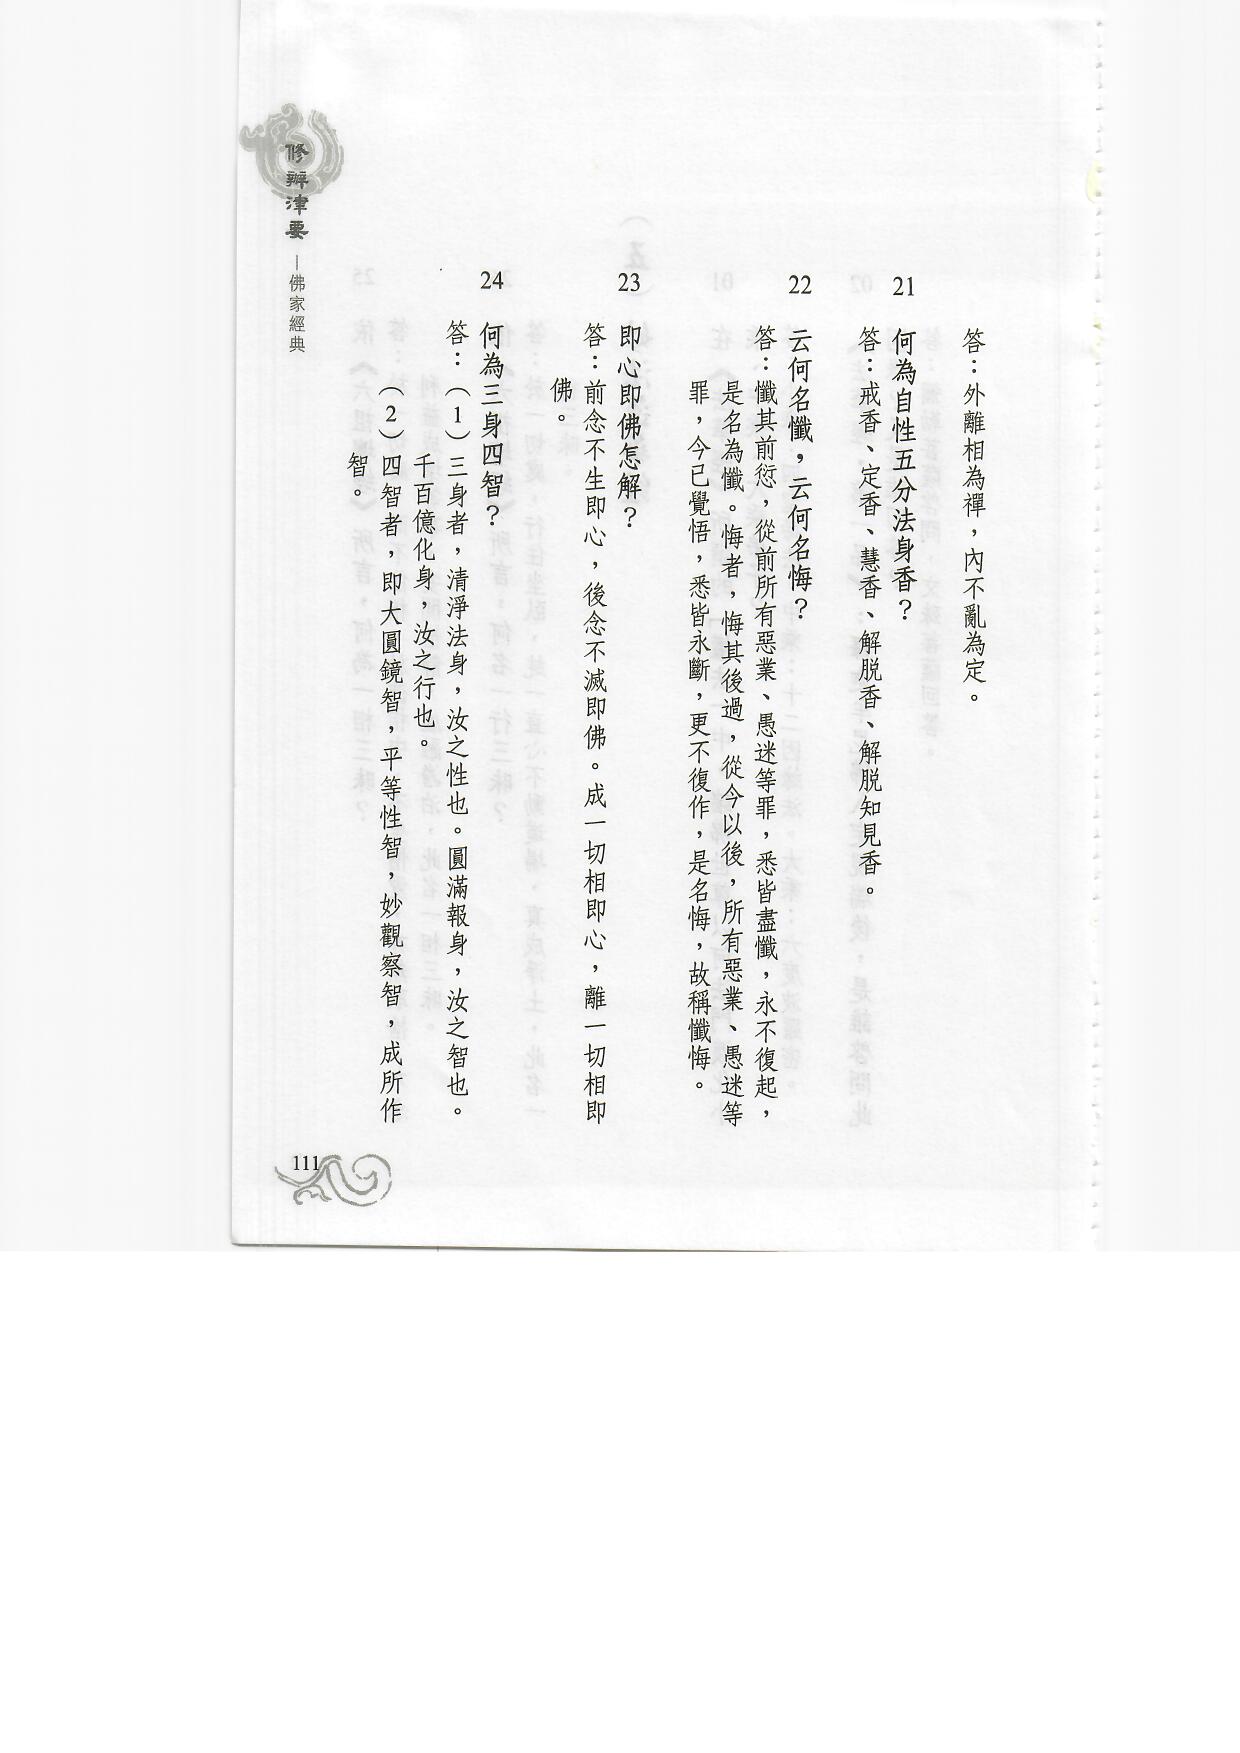 答：外離相為禪，內不亂為定。
21 何為自性五分法身香？
答：戒香、定香、慧香、解脱香、解脱知見香。
22 云何名懺，云何名悔？
答：懺其前愆，從前所有惡業、愚迷等罪，悉皆盡懺，永不復起，
是名為懺。悔者，悔其後過，從今以後，所有惡業、愚迷等
罪，今已覺悟，悉皆永斷，更不復作，是名悔，故稱懺悔。
23 即心即佛怎解？
答：前念不生即心，後念不滅即佛。成一切相即心，離一切相即
佛。
24 何為三身四智？
答：（1）三身者，清淨法身，汝之性也。圓滿報身，汝之智也。
千百億化身，汝之行也。
（2）四智者，即大圓鏡智，平等性智，妙觀察智，成所作
智。
修辦津要－佛家經典
111